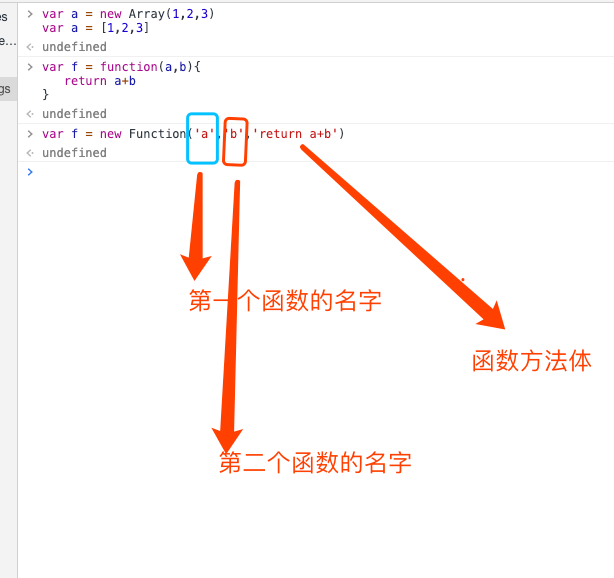 es
> var a = new Array(1,2,3)
var a = [1,2,3]
e...
undefined
> var f = function(a,b){
return a+b
}
gs
undefined
> var f = new Function('a','b','return a+b')
undefined
>
第一个函数的名字
函数方法体
第二个函数的名字